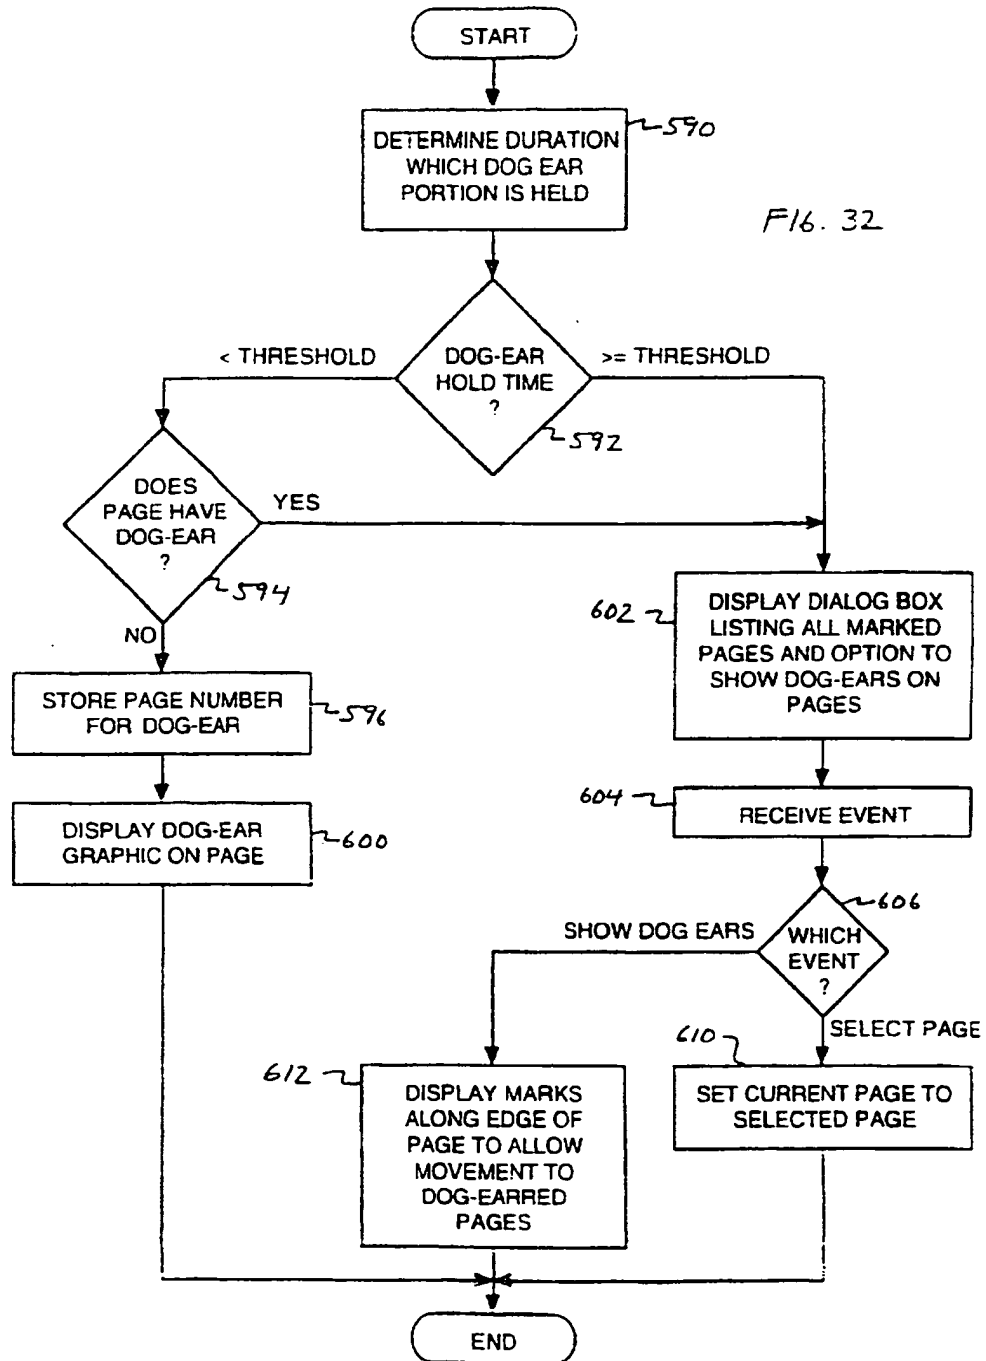 START
DETERMINE DURATION
WHICH DOG EAR
PORTION IS HELD
590
FIG. 32
< THRESHOLD
DOG-EAR
HOLD TIME
?
>= THRESHOLD
592
DOES
PAGE HAVE
DOG-EAR
?
YES
594
NO
STORE PAGE NUMBER
FOR DOG-EAR
596
DISPLAY DOG-EAR
GRAPHIC ON PAGE
600
602
DISPLAY DIALOG BOX
LISTING ALL MARKED
PAGES AND OPTION TO
SHOW DOG-EARS ON
PAGES
604
RECEIVE EVENT
606
SHOW DOG EARS
WHICH
EVENT
?
SELECT PAGE
610
SET CURRENT PAGE TO
SELECTED PAGE
612
DISPLAY MARKS
ALONG EDGE OF
PAGE TO ALLOW
MOVEMENT TO
DOG-EARRED
PAGES
END